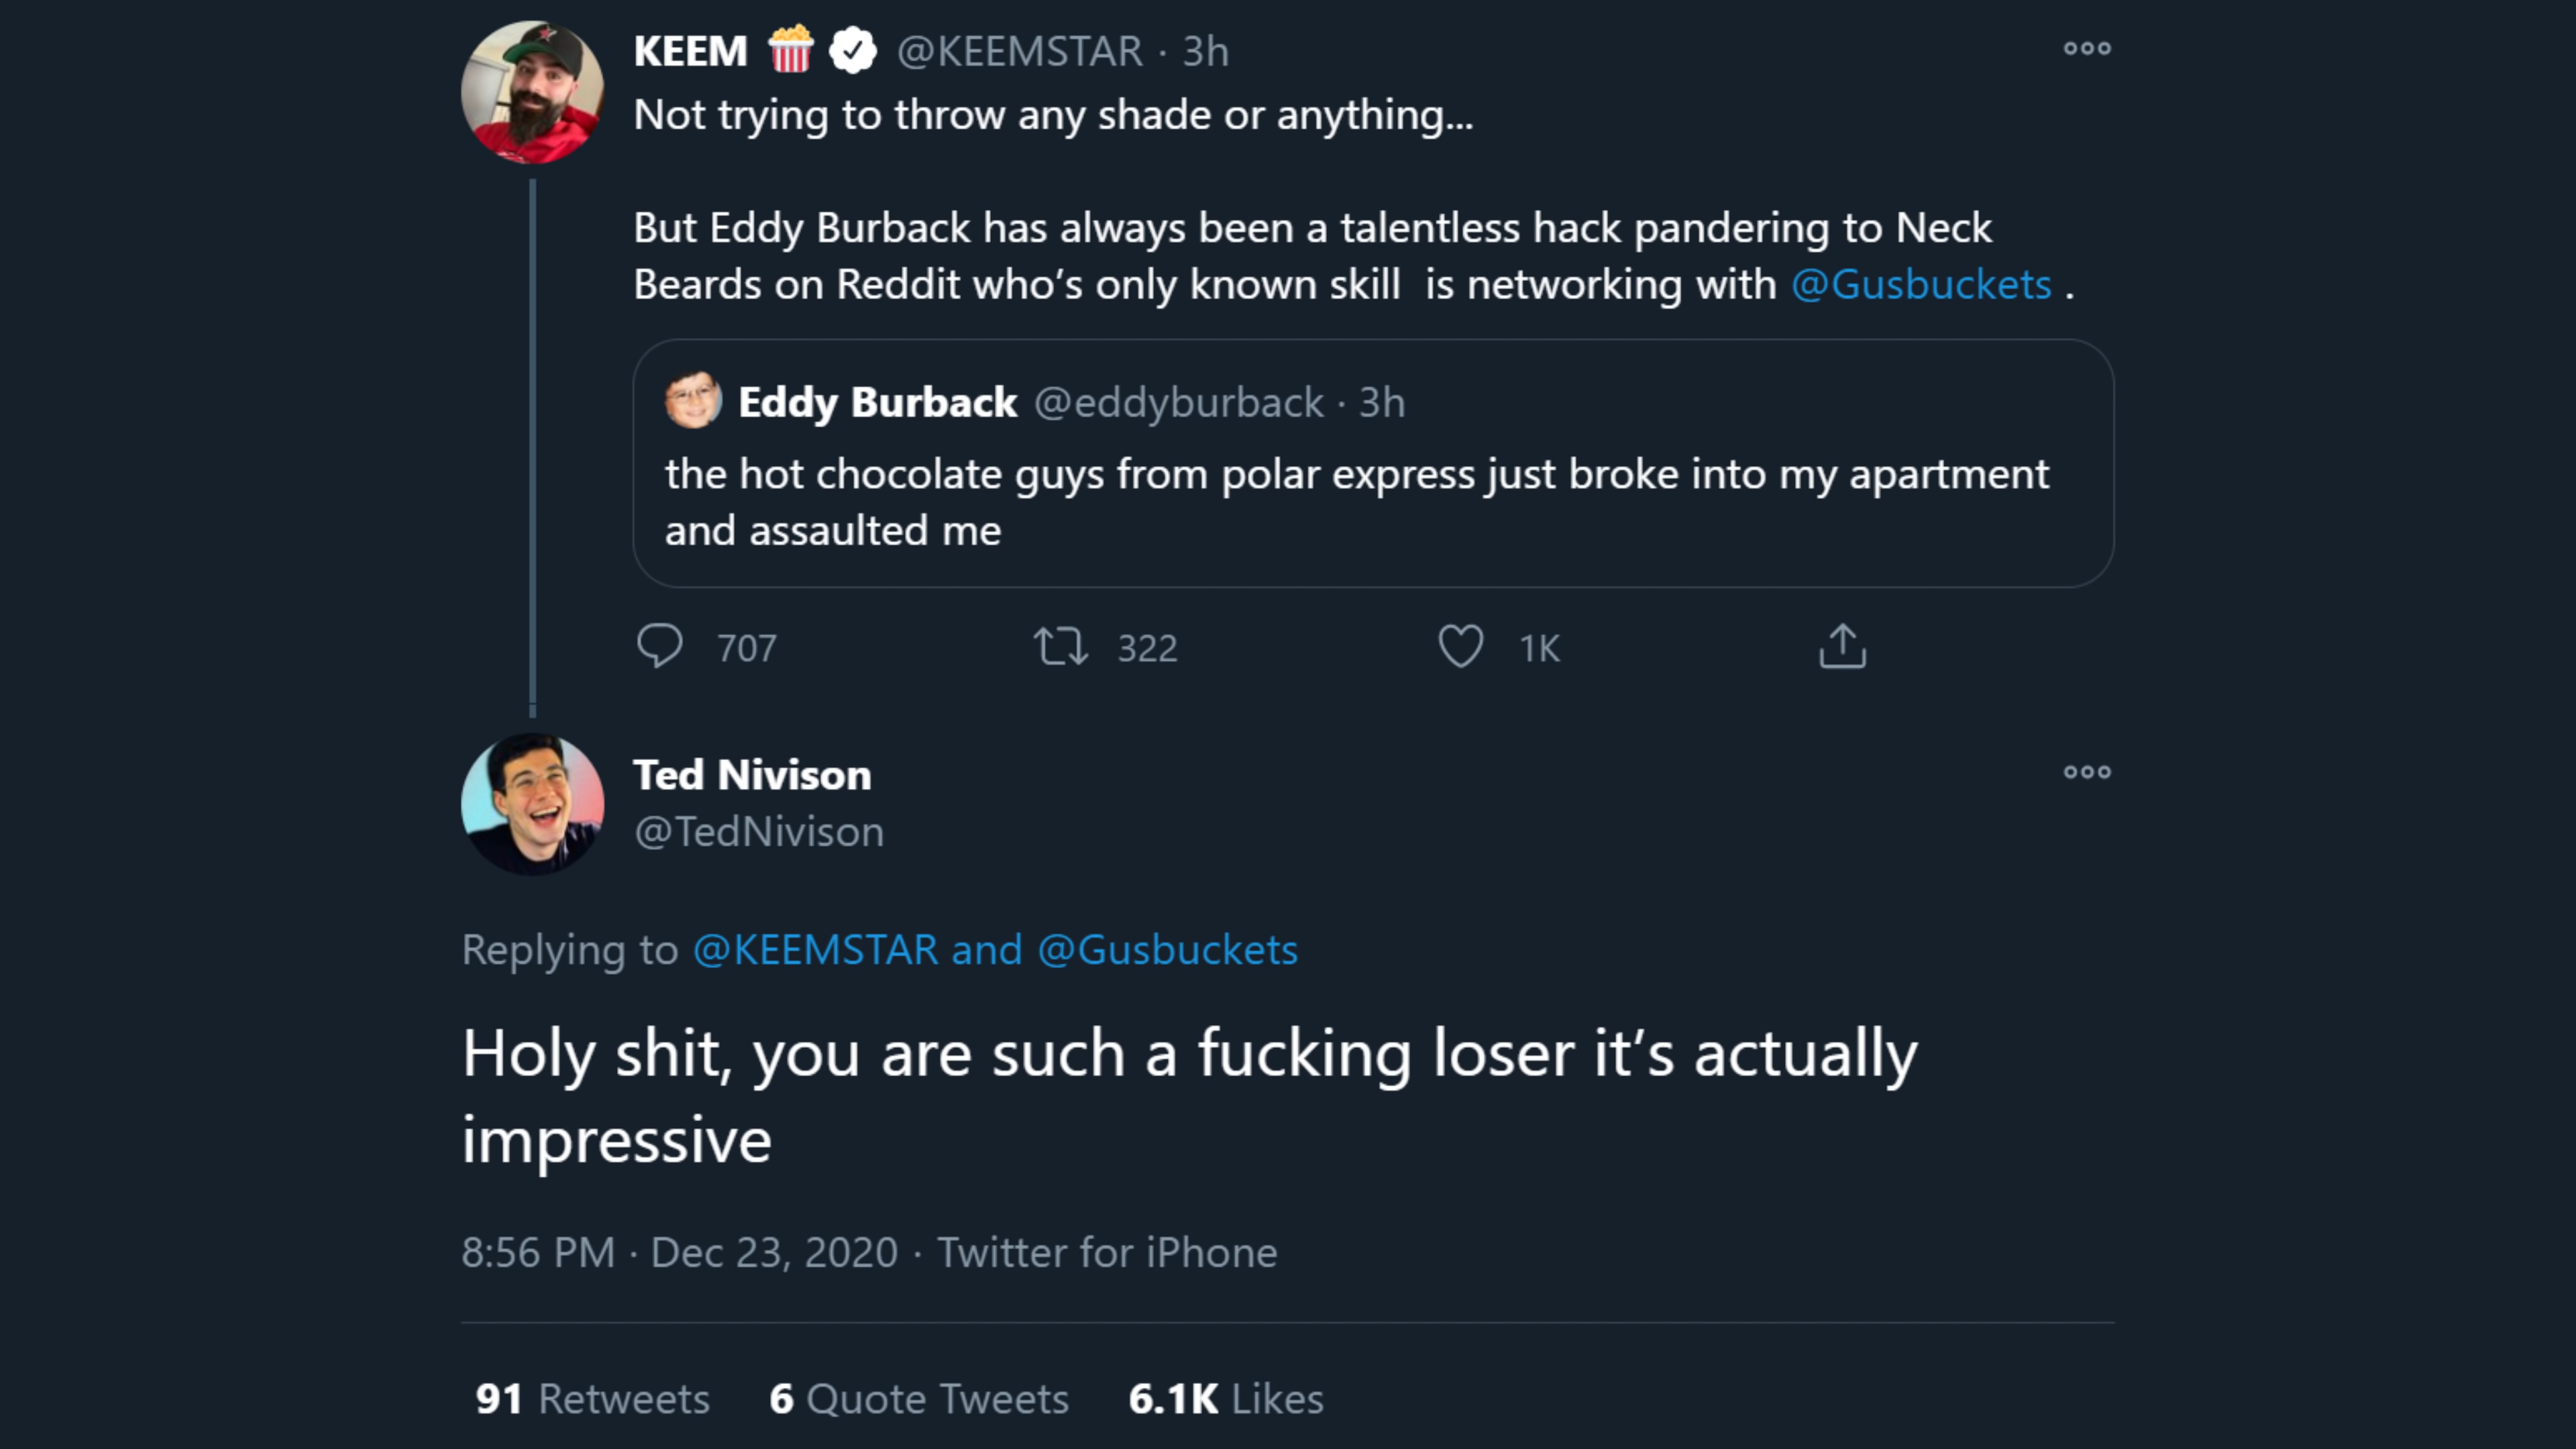 KEEM 🍿 @KEEMSTAR · 3h
Not trying to throw any shade or anything...
But Eddy Burback has always been a talentless hack pandering to Neck
Beards on Reddit who’s only known skill  is networking with @Gusbuckets .
Eddy Burback @eddyburback · 3h
the hot chocolate guys from polar express just broke into my apartment
and assaulted me
707 322 1K
Ted Nivison
@TedNivison
Replying to @KEEMSTAR and @Gusbuckets
Holy shit, you are such a fucking loser it’s actually
impressive
8:56 PM · Dec 23, 2020 · Twitter for iPhone
91 Retweets 6 Quote Tweets 6.1K Likes